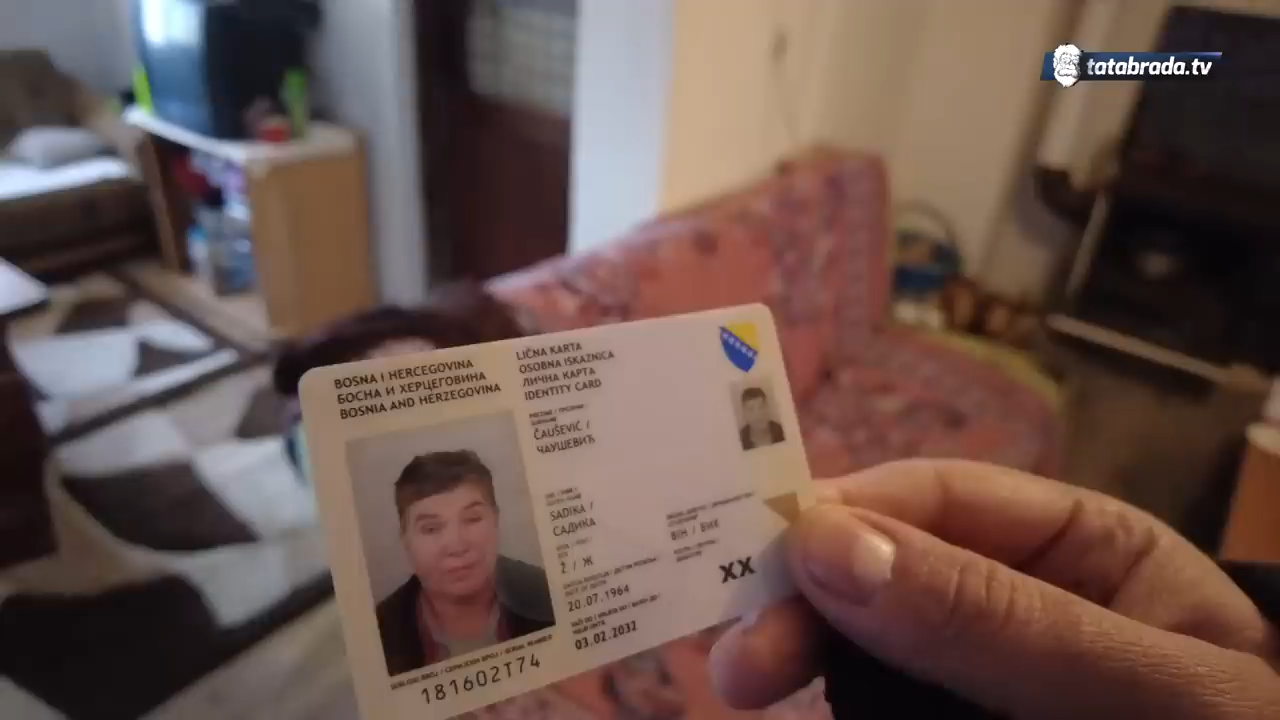 tatabrada.tv
BOSNA I HERCEGOVINA
БОСНА И ХЕРЦЕГОВИНА
BOSNIA AND HERZEGOVINA
LIČNA KARTA
OSOBNA ISKAZNICA
ЛИЧНА КАРТА
IDENTITY CARD
ČAUŠEVIĆ /
ЧАУШЕВИЋ
SADIKA /
САДИКА
Ž / Ж
BIH / БИХ
20.07.1964
XX
03.02.2032
181602T74